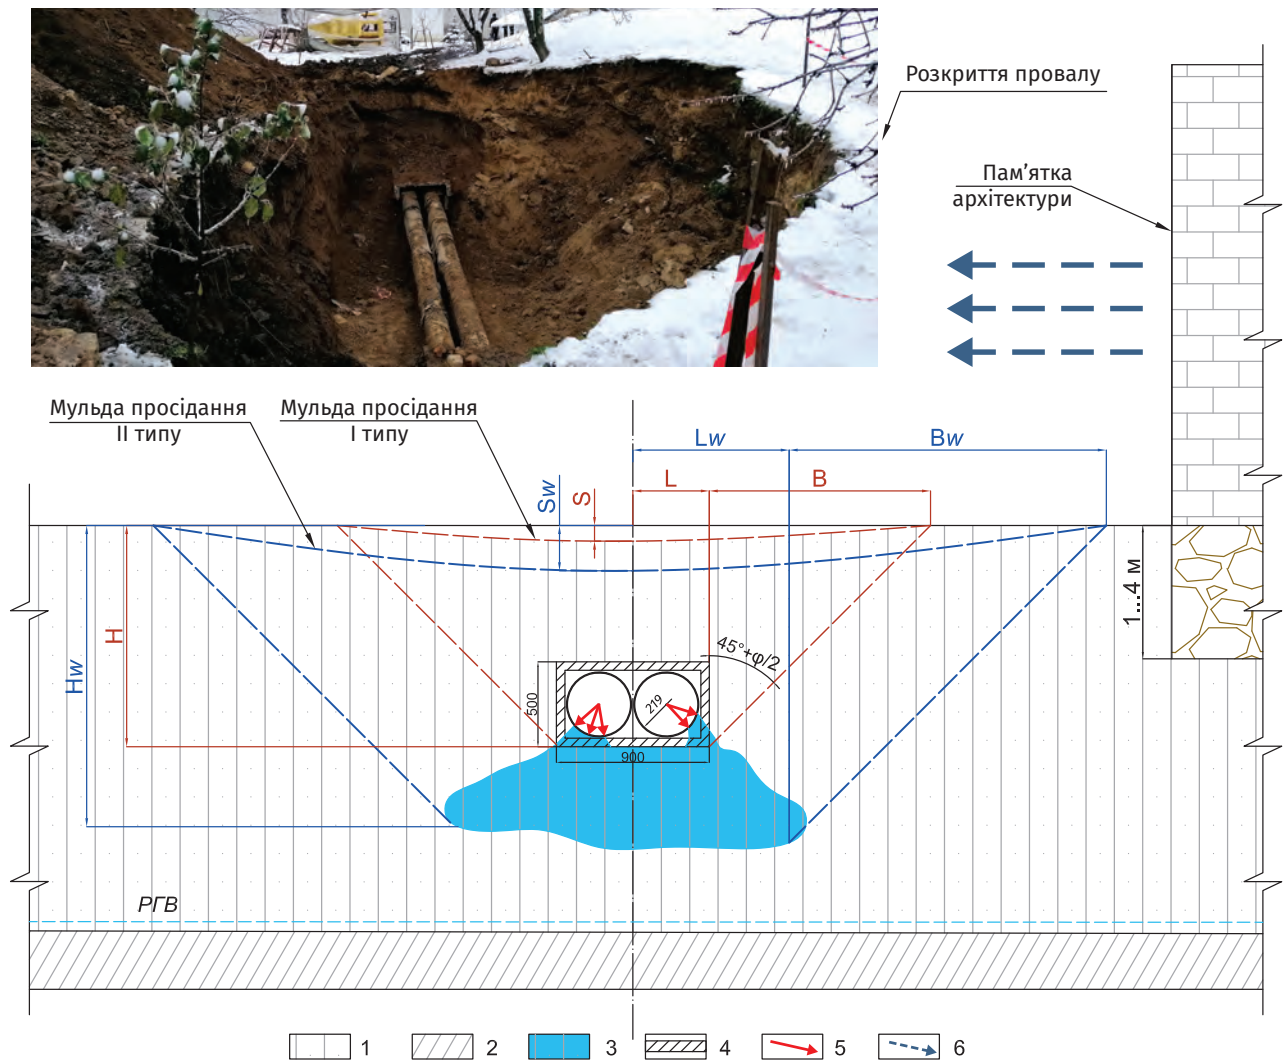 Розкриття провалу
Пам’ятка
архітектури
Мульда просідання
II типу
Мульда просідання
I типу
Lw
Bw
Sw
S
L
B
1...4 м
H
Hw
45°+φ/2
500
219
900
РГВ
1
2
3
4
5
6